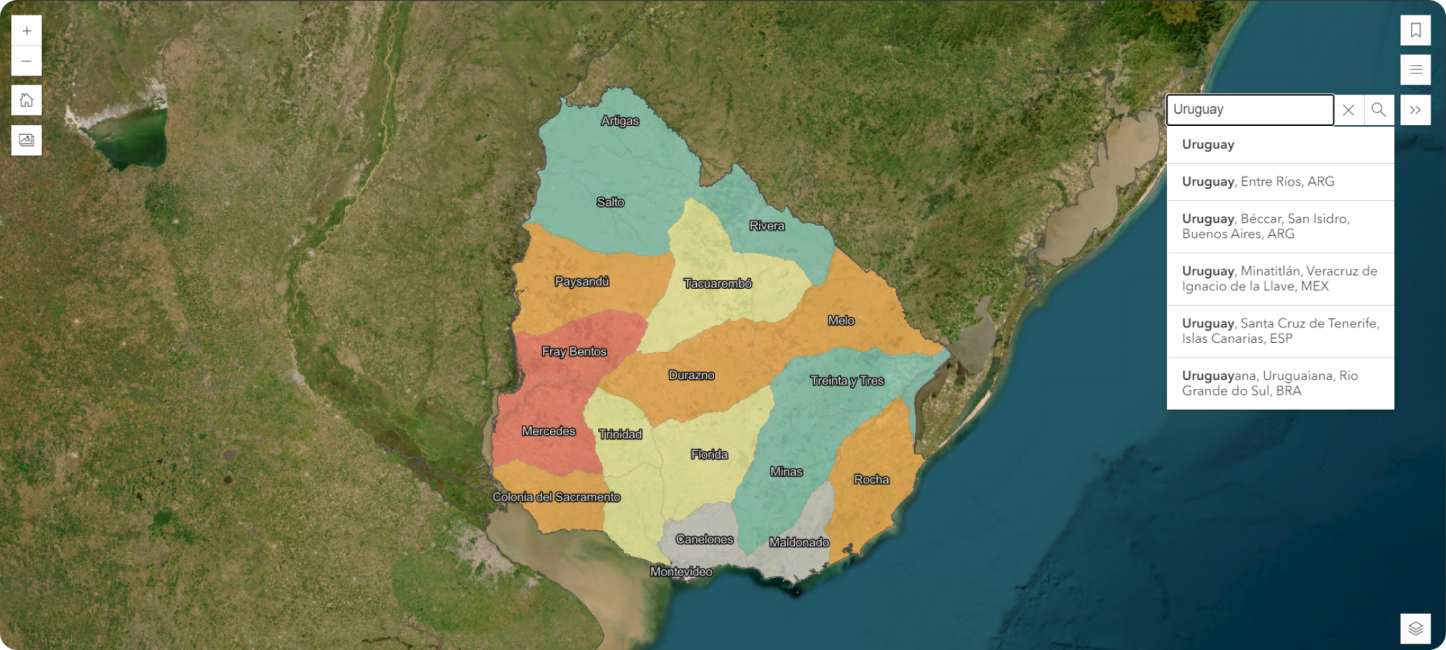 Uruguay
Uruguay
Uruguay, Entre Ríos, ARG
Uruguay, Béccar, San Isidro,
Buenos Aires, ARG
Uruguay, Minatitlán, Veracruz de
Ignacio de la Llave, MEX
Uruguay, Santa Cruz de Tenerife,
Islas Canarias, ESP
Uruguayana, Uruguaiana, Rio
Grande do Sul, BRA
Artigas
Salto
Rivera
Paysandú
Tacuarembó
Melo
Fray Bentos
Durazno
Treinta y Tres
Mercedes
Trinidad
Florida
Minas
Rocha
Colonia del Sacramento
Canelones
Maldonado
Montevideo